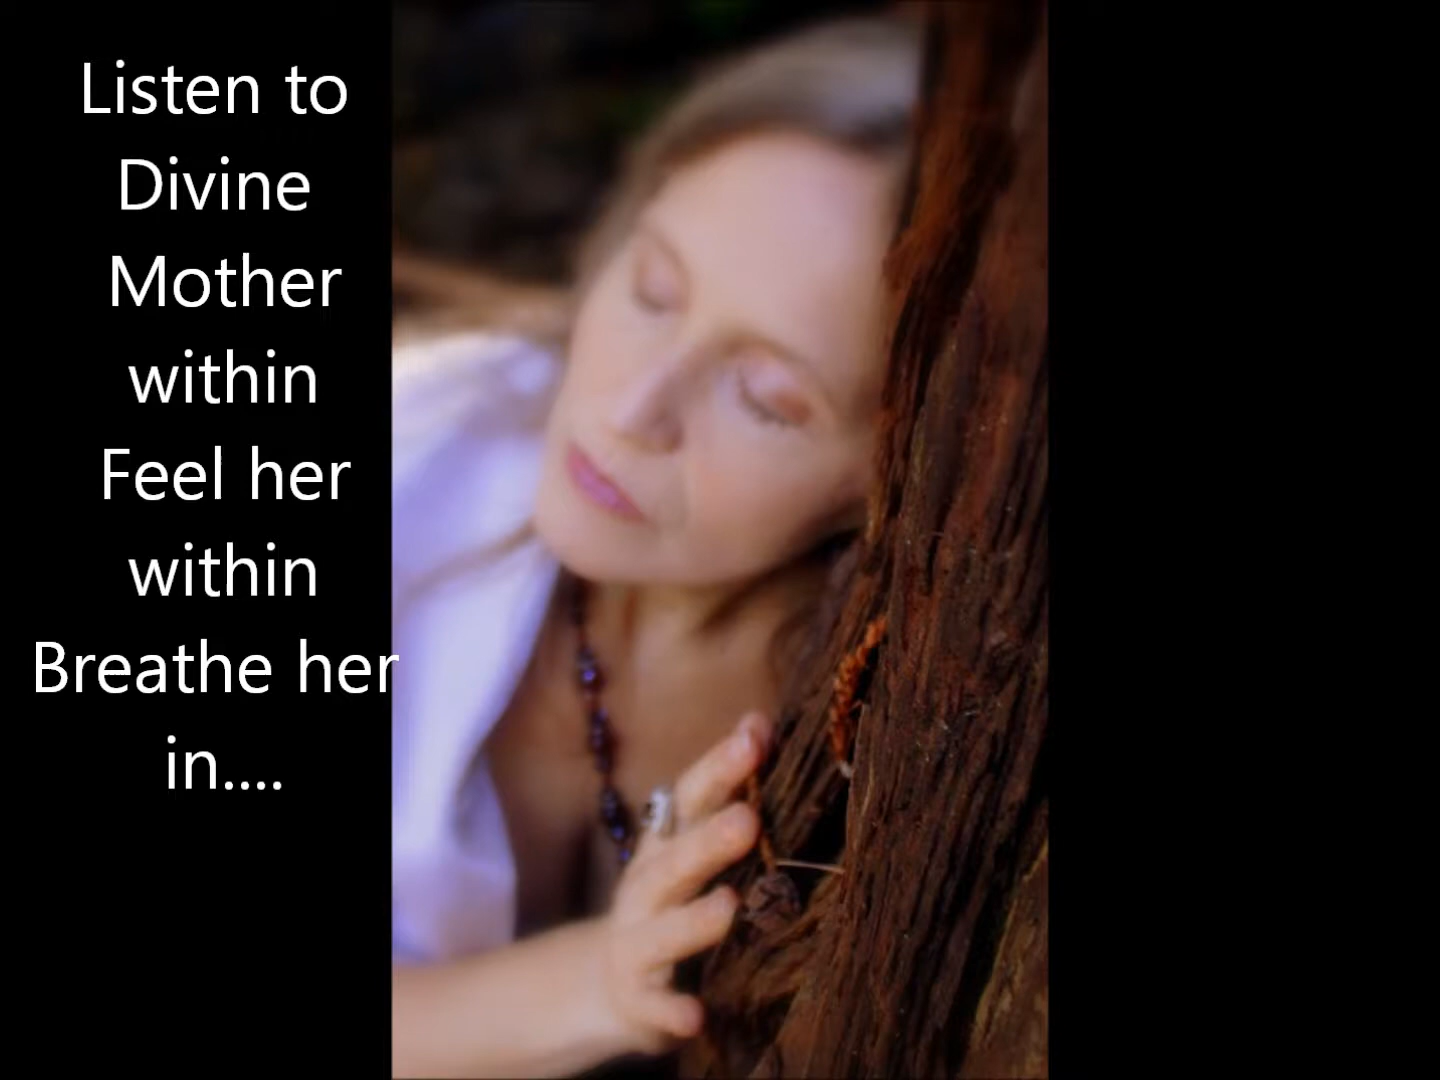 Listen to
Divine
Mother
within
Feel her
within
Breathe her
in....